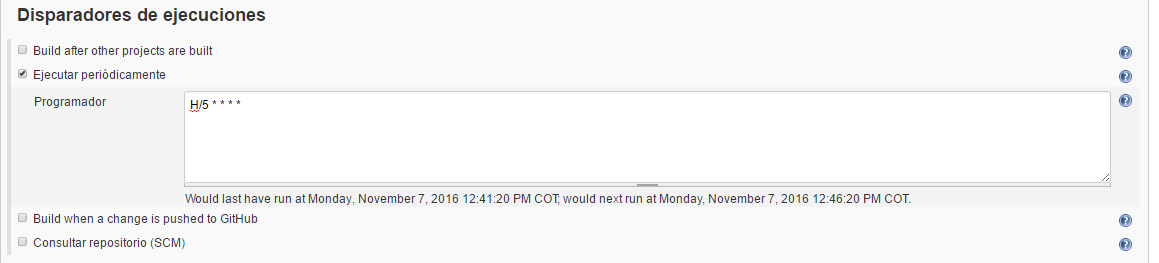 Disparadores de ejecuciones
Build after other projects are built
Ejecutar periódicamente
Programador
H/5 * * * *
Would last have run at Monday, November 7, 2016 12:41:20 PM COT; would next run at Monday, November 7, 2016 12:46:20 PM COT.
Build when a change is pushed to GitHub
Consultar repositorio (SCM)